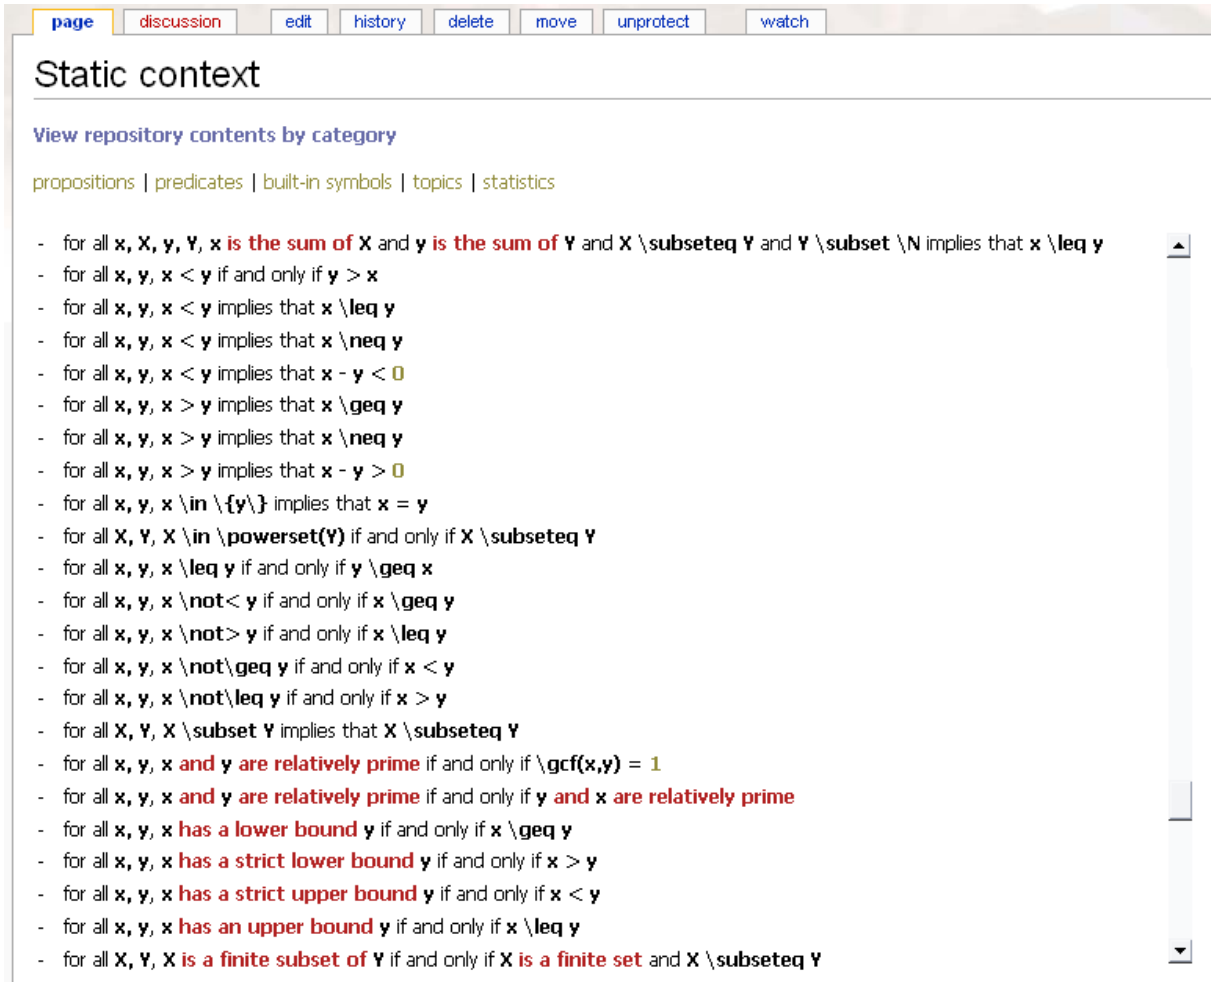 page discussion edit history delete move unprotect watch
Static context
View repository contents by category
propositions | predicates | built-in symbols | topics | statistics
- for all x, X, y, Y, x is the sum of X and y is the sum of Y and X \subseteq Y and Y \subset \N implies that x \leq y
- for all x, y, x < y if and only if y > x
- for all x, y, x < y implies that x \leq y
- for all x, y, x < y implies that x \neq y
- for all x, y, x < y implies that x - y < 0
- for all x, y, x > y implies that x \geq y
- for all x, y, x > y implies that x \neq y
- for all x, y, x > y implies that x - y > 0
- for all x, y, x \in \{y\} implies that x = y
- for all X, Y, X \in \powerset(Y) if and only if X \subseteq Y
- for all x, y, x \leq y if and only if y \geq x
- for all x, y, x \not< y if and only if x \geq y
- for all x, y, x \not> y if and only if x \leq y
- for all x, y, x \not\geq y if and only if x < y
- for all x, y, x \not\leq y if and only if x > y
- for all X, Y, X \subset Y implies that X \subseteq Y
- for all x, y, x and y are relatively prime if and only if \gcf(x,y) = 1
- for all x, y, x and y are relatively prime if and only if y and x are relatively prime
- for all x, y, x has a lower bound y if and only if x \geq y
- for all x, y, x has a strict lower bound y if and only if x > y
- for all x, y, x has a strict upper bound y if and only if x < y
- for all x, y, x has an upper bound y if and only if x \leq y
- for all X, Y, X is a finite subset of Y if and only if X is a finite set and X \subseteq Y